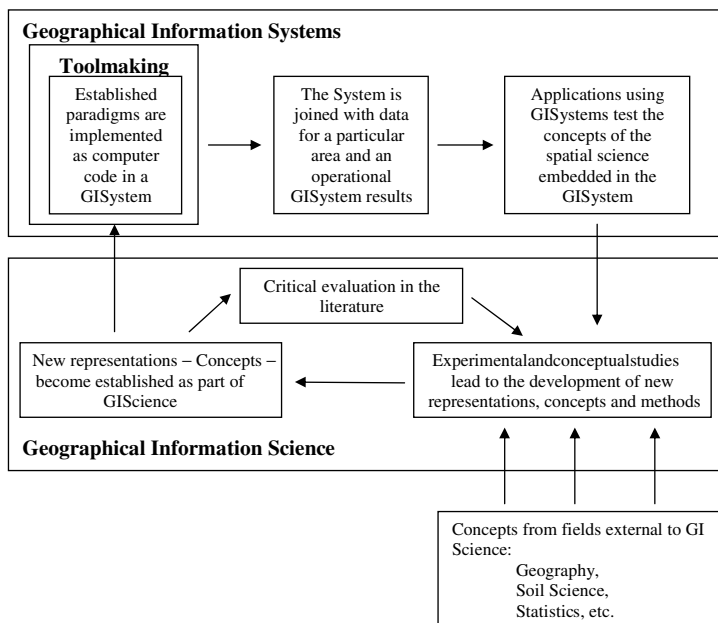 Geographical Information Systems
Toolmaking
Established
paradigms are
implemented
as computer
code in a
GISystem
The System is
joined with data
for a particular
area and an
operational
GISystem results
Applications using
GISystems test the
concepts of the
spatial science
embedded in the
GISystem
Critical evaluation in the
literature
New representations – Concepts –
become established as part of
GIScience
Experimentalandconceptualstudies
lead to the development of new
representations, concepts and methods
Geographical Information Science
Concepts from fields external to GI
Science:
Geography,
Soil Science,
Statistics, etc.